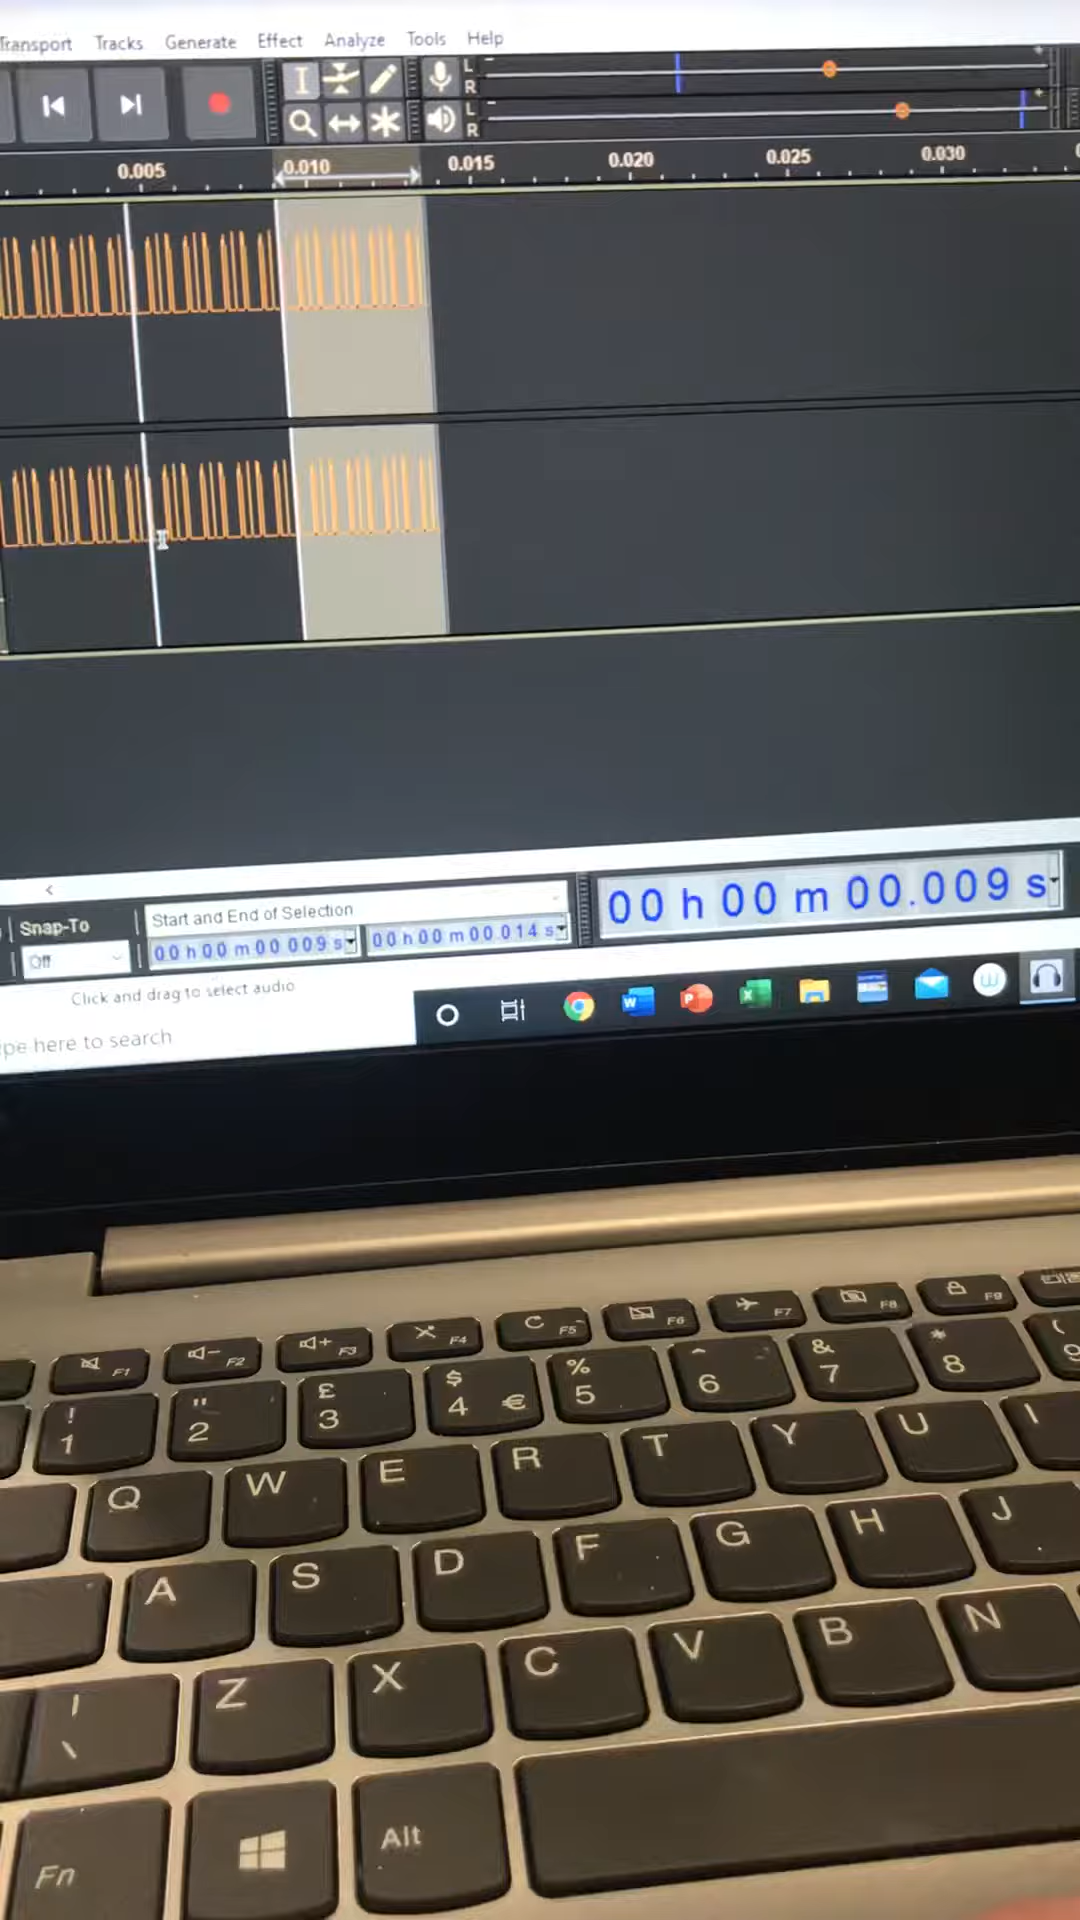 Transport Tracks Generate Effect Analyze Tools Help
L
R
L
R
0.005 0.010 0.015 0.020 0.025 0.030
Snap-To
Start and End of Selection
00 h 00 m 00.009 s
Off
00 h 00 m 00 009 s
00 h 00 m 00.014 s
Click and drag to select audio
pe here to search
W P X
F1 F2 F3 F4 F5 F6 F7 F8 F9
! 1 " 2 £ 3 $ 4 € % 5 ^ 6 & 7 * 8 ( 9
Q W E R T Y U I
A S D F G H J
| \ Z X C V B N
Fn Alt